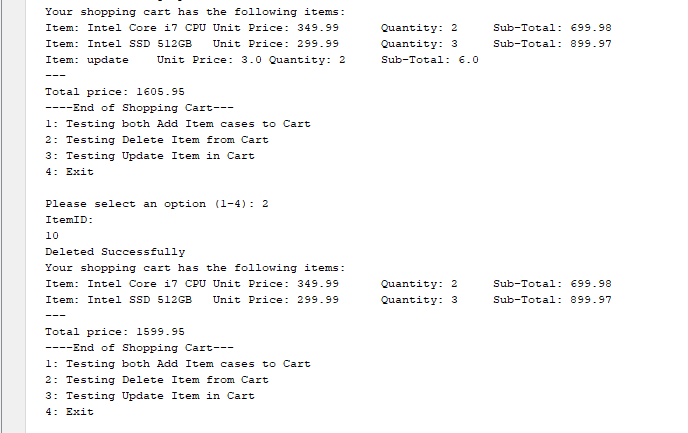 Your shopping cart has the following items:
Item: Intel Core i7 CPU Unit Price: 349.99 Quantity: 2 Sub-Total: 699.98
Item: Intel SSD 512GB Unit Price: 299.99 Quantity: 3 Sub-Total: 899.97
Item: update Unit Price: 3.0 Quantity: 2 Sub-Total: 6.0
---
Total price: 1605.95
----End of Shopping Cart---
1: Testing both Add Item cases to Cart
2: Testing Delete Item from Cart
3: Testing Update Item in Cart
4: Exit
Please select an option (1-4): 2
ItemID:
10
Deleted Successfully
Your shopping cart has the following items:
Item: Intel Core i7 CPU Unit Price: 349.99 Quantity: 2 Sub-Total: 699.98
Item: Intel SSD 512GB Unit Price: 299.99 Quantity: 3 Sub-Total: 899.97
---
Total price: 1599.95
----End of Shopping Cart---
1: Testing both Add Item cases to Cart
2: Testing Delete Item from Cart
3: Testing Update Item in Cart
4: Exit